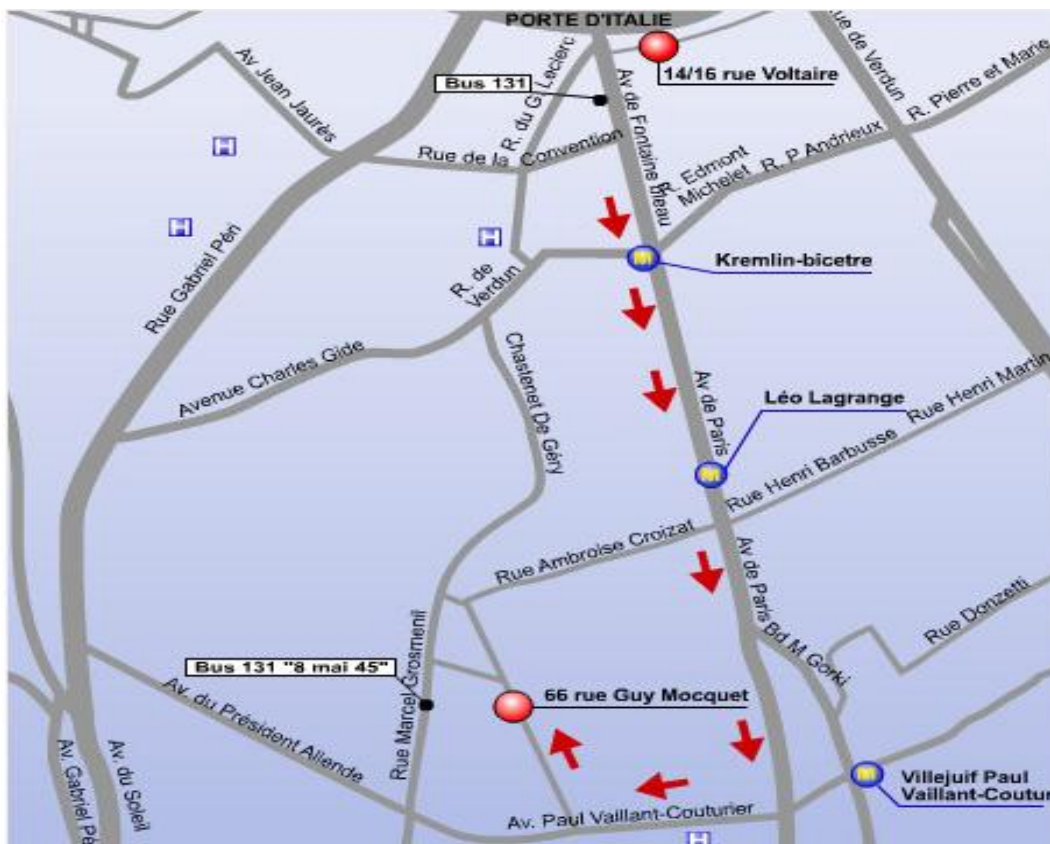 PORTE D'ITALIE
14/16 rue Voltaire
Bus 131
Av Jean Jaurès
R. du G. Leclerc
Av de Fontaine bleau
Rue de Verdun
R. Pierre et Marie
Rue de la Convention
R. Edmont
Michelet
R. P Andrieux
H
H
H
Rue Gabriel Péri
R. de
Verdun
M
Kremlin-bicetre
Avenue Charles Gide
Chastenet De Géry
Av de Paris
Léo Lagrange
Rue Henri Martin
M
Rue Henri Barbusse
Rue Ambroise Croizat
Av de Paris
Bd M Gorki
Rue Donzetti
Bus 131 "8 mai 45"
Rue Marcel Grosmenil
66 rue Guy Mocquet
Av. du Président Allende
Av. Gabriel Pé
Av. du Soleil
M
Villejuif Paul
Vaillant-Coutur
Av. Paul Vaillant-Couturier
H